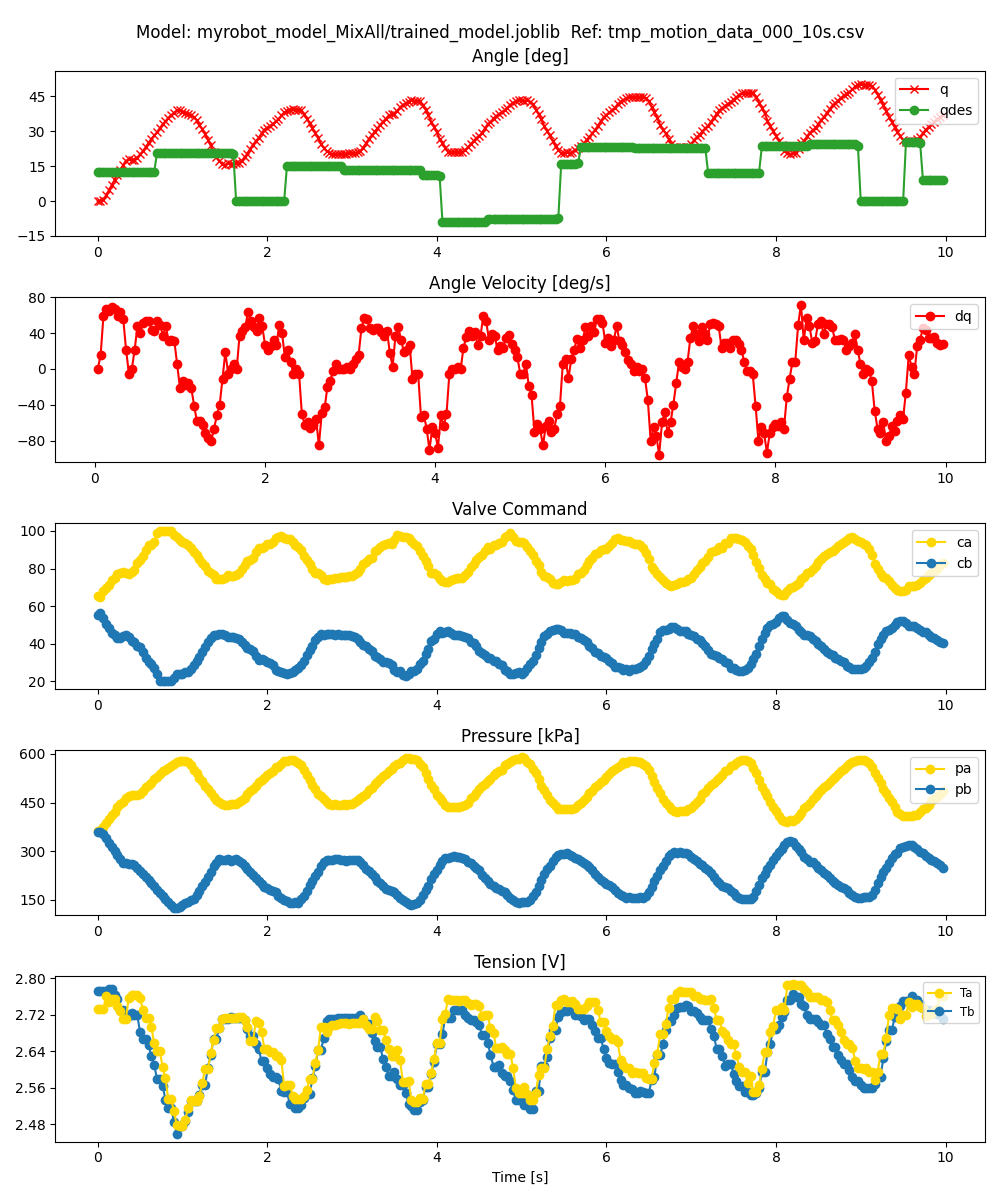 Model: myrobot_model_MixAll/trained_model.joblib  Ref: tmp_motion_data_000_10s.csv
Angle [deg]
45
30
15
0
−15
q
qdes
0 2 4 6 8 10
Angle Velocity [deg/s]
80
40
0
−40
−80
dq
0 2 4 6 8 10
Valve Command
100
80
60
40
20
ca
cb
0 2 4 6 8 10
Pressure [kPa]
600
450
300
150
pa
pb
0 2 4 6 8 10
Tension [V]
2.80
2.72
2.64
2.56
2.48
Ta
Tb
0 2 4 6 8 10
Time [s]